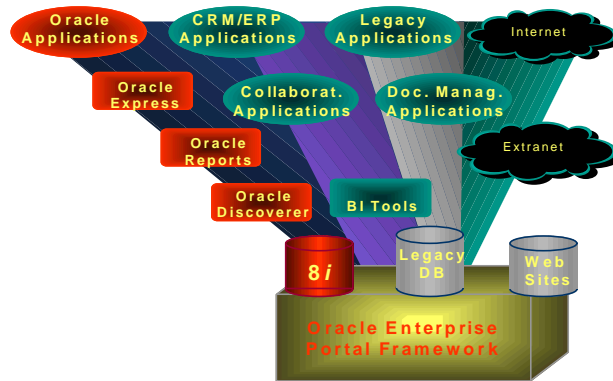 Oracle
Applications
CRM/ERP
Applications
Legacy
Applications
Internet
Oracle
Express
Collaborat.
Applications
Doc. Manag.
Applications
Oracle
Reports
Extranet
Oracle
Discoverer
BI Tools
8i
Legacy
DB
Web
Sites
Oracle Enterprise
Portal Framework